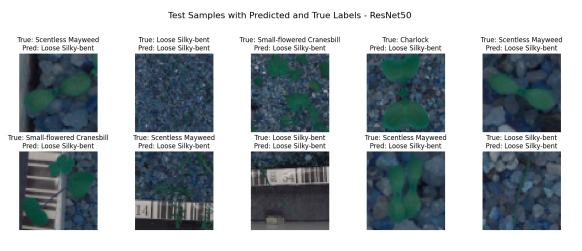 Test Samples with Predicted and True Labels - ResNet50
True: Scentless Mayweed
Pred: Loose Silky-bent
True: Loose Silky-bent
Pred: Loose Silky-bent
True: Small-flowered Cranesbill
Pred: Loose Silky-bent
True: Charlock
Pred: Loose Silky-bent
True: Scentless Mayweed
Pred: Loose Silky-bent
True: Small-flowered Cranesbill
Pred: Loose Silky-bent
True: Scentless Mayweed
Pred: Loose Silky-bent
True: Loose Silky-bent
Pred: Loose Silky-bent
True: Scentless Mayweed
Pred: Loose Silky-bent
True: Loose Silky-bent
Pred: Loose Silky-bent